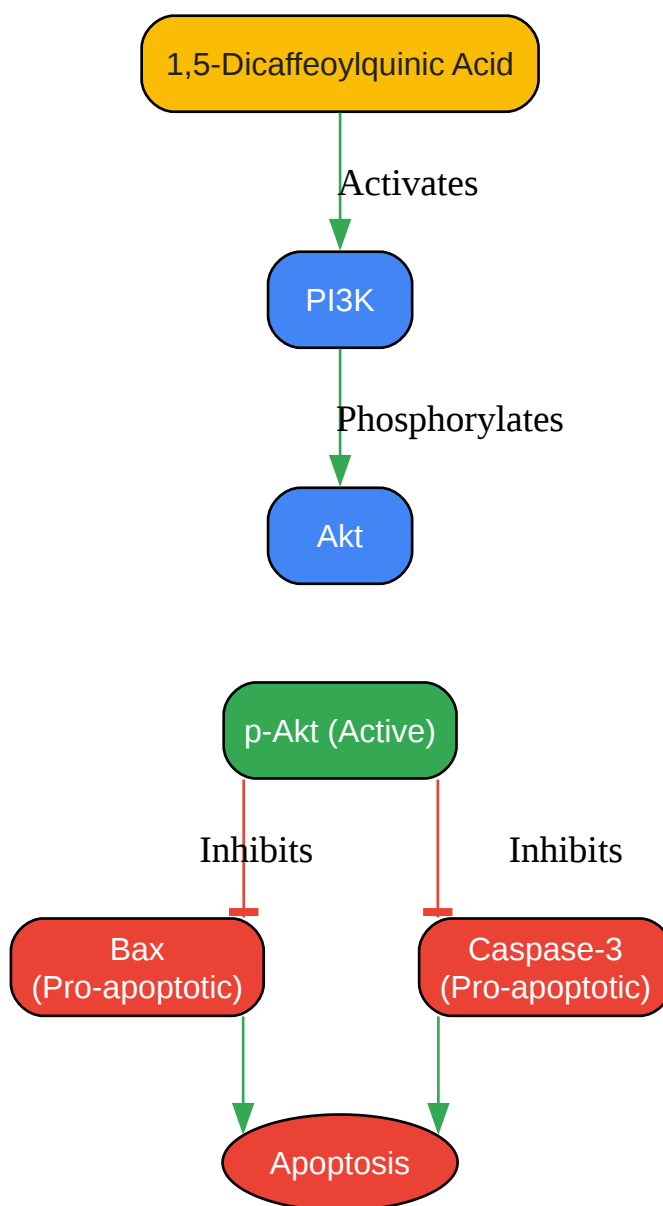 1,5-Dicaffeoylquinic Acid
Activates
PI3K
Phosphorylates
Akt
p-Akt (Active)
Inhibits
Inhibits
Bax
(Pro-apoptotic)
Caspase-3
(Pro-apoptotic)
Apoptosis